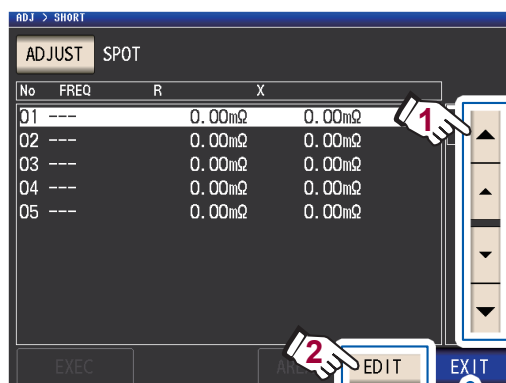 ADJ > SHORT
ADJUST SPOT
No FREQ R X
01 --- 0.00mΩ 0.00mΩ
02 --- 0.00mΩ 0.00mΩ
03 --- 0.00mΩ 0.00mΩ
04 --- 0.00mΩ 0.00mΩ
05 --- 0.00mΩ 0.00mΩ
1
2
EXEC EDIT EXIT